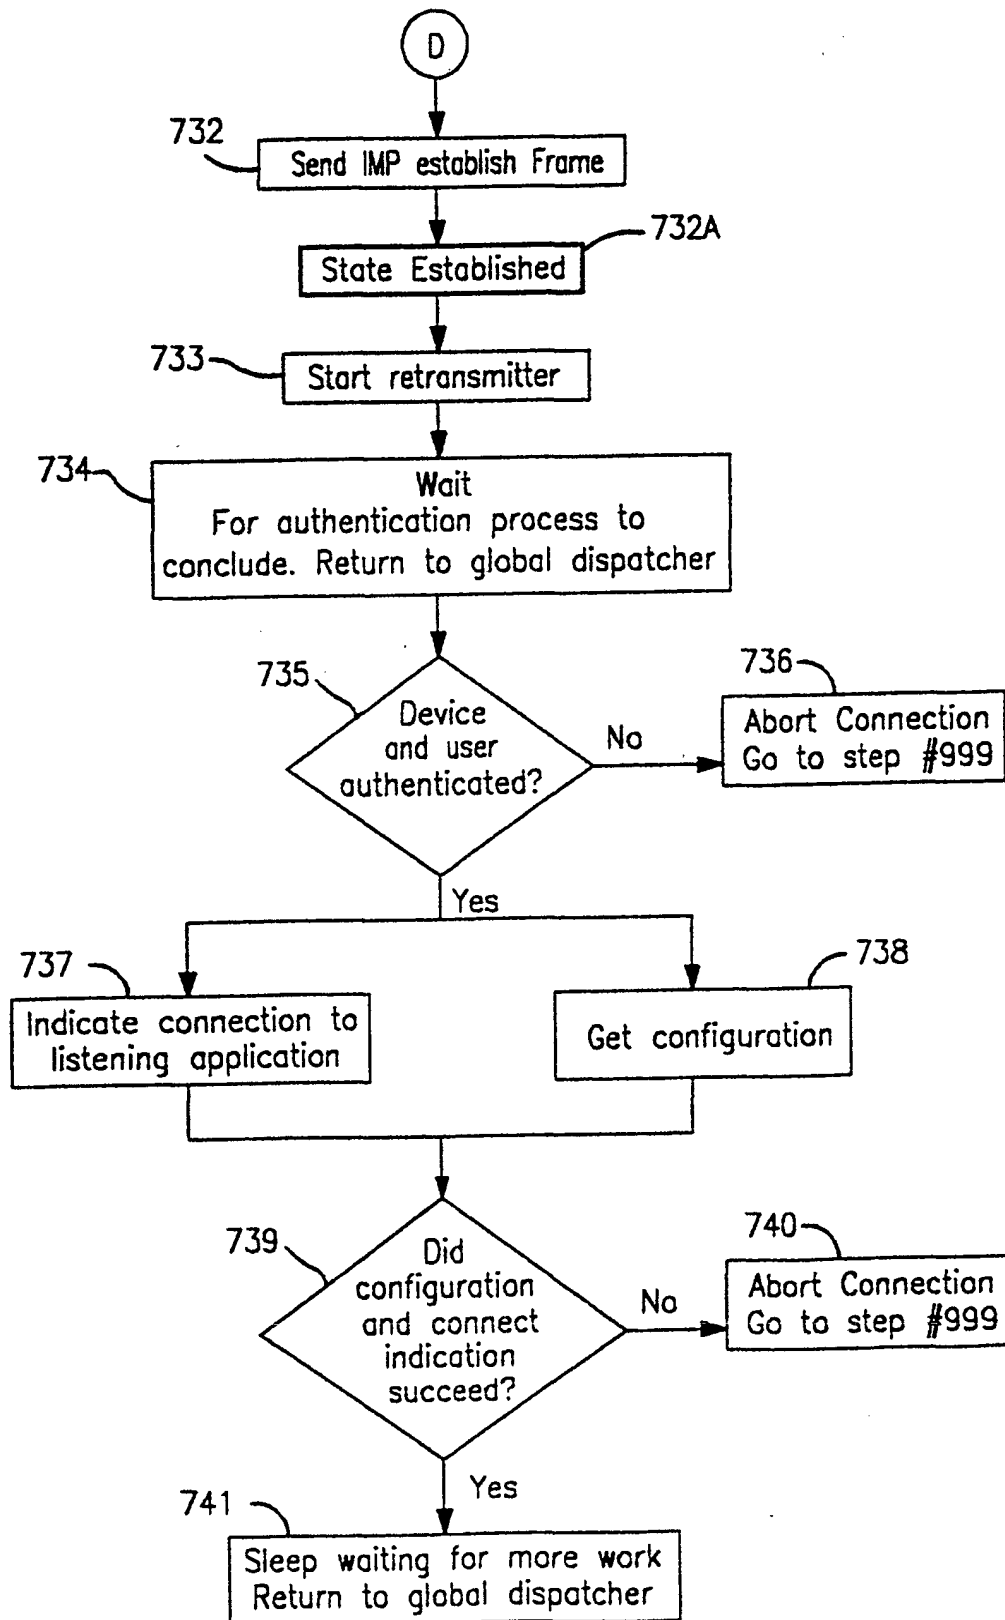 D
732
Send IMP establish Frame
732A
State Established
733
Start retransmitter
734
Wait
For authentication process to
conclude. Return to global dispatcher
735
Device
and user
authenticated?
No
736
Abort Connection
Go to step #999
Yes
737
Indicate connection to
listening application
738
Get configuration
739
Did
configuration
and connect
indication
succeed?
No
740
Abort Connection
Go to step #999
Yes
741
Sleep waiting for more work
Return to global dispatcher